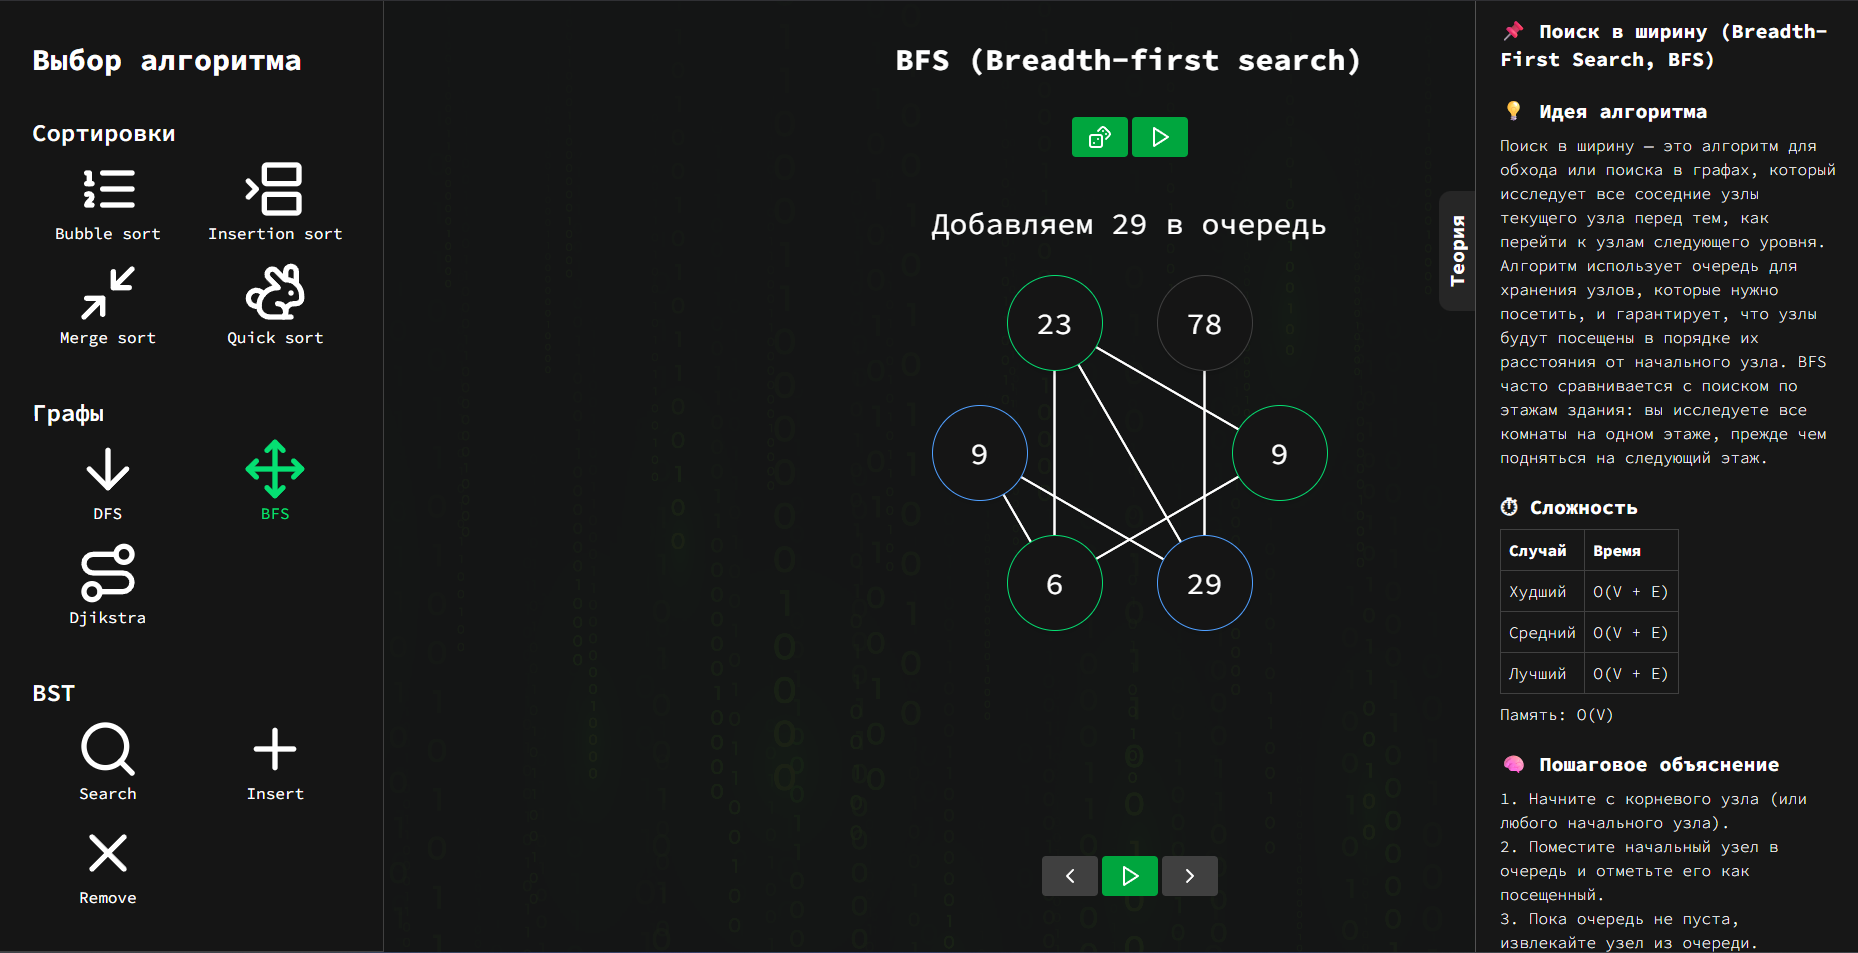 Выбор алгоритма
Сортировки
Bubble sort
Insertion sort
Merge sort
Quick sort
Графы
DFS
BFS
Djikstra
BST
Search
Insert
Remove
BFS (Breadth-first search)
Добавляем 29 в очередь
23
78
9
9
6
29
Теория
📌 Поиск в ширину (Breadth-
First Search, BFS)
💡 Идея алгоритма
Поиск в ширину — это алгоритм для
обхода или поиска в графах, который
исследует все соседние узлы
текущего узла перед тем, как
перейти к узлам следующего уровня.
Алгоритм использует очередь для
хранения узлов, которые нужно
посетить, и гарантирует, что узлы
будут посещены в порядке их
расстояния от начального узла. BFS
часто сравнивается с поиском по
этажам здания: вы исследуете все
комнаты на одном этаже, прежде чем
подняться на следующий этаж.
⏱ Сложность
Случай Время
Худший O(V + E)
Средний O(V + E)
Лучший O(V + E)
Память: O(V)
🧠 Пошаговое объяснение
1. Начните с корневого узла (или
любого начального узла).
2. Поместите начальный узел в
очередь и отметьте его как
посещенный.
3. Пока очередь не пуста,
извлекайте узел из очереди.